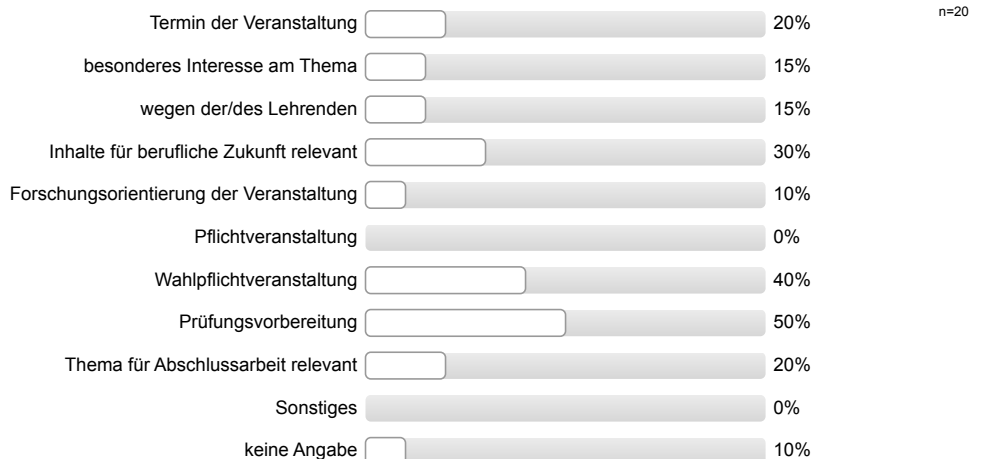 Termin der Veranstaltung 20% n=20
besonderes Interesse am Thema 15%
wegen der/des Lehrenden 15%
Inhalte für berufliche Zukunft relevant 30%
Forschungsorientierung der Veranstaltung 10%
Pflichtveranstaltung 0%
Wahlpflichtveranstaltung 40%
Prüfungsvorbereitung 50%
Thema für Abschlussarbeit relevant 20%
Sonstiges 0%
keine Angabe 10%